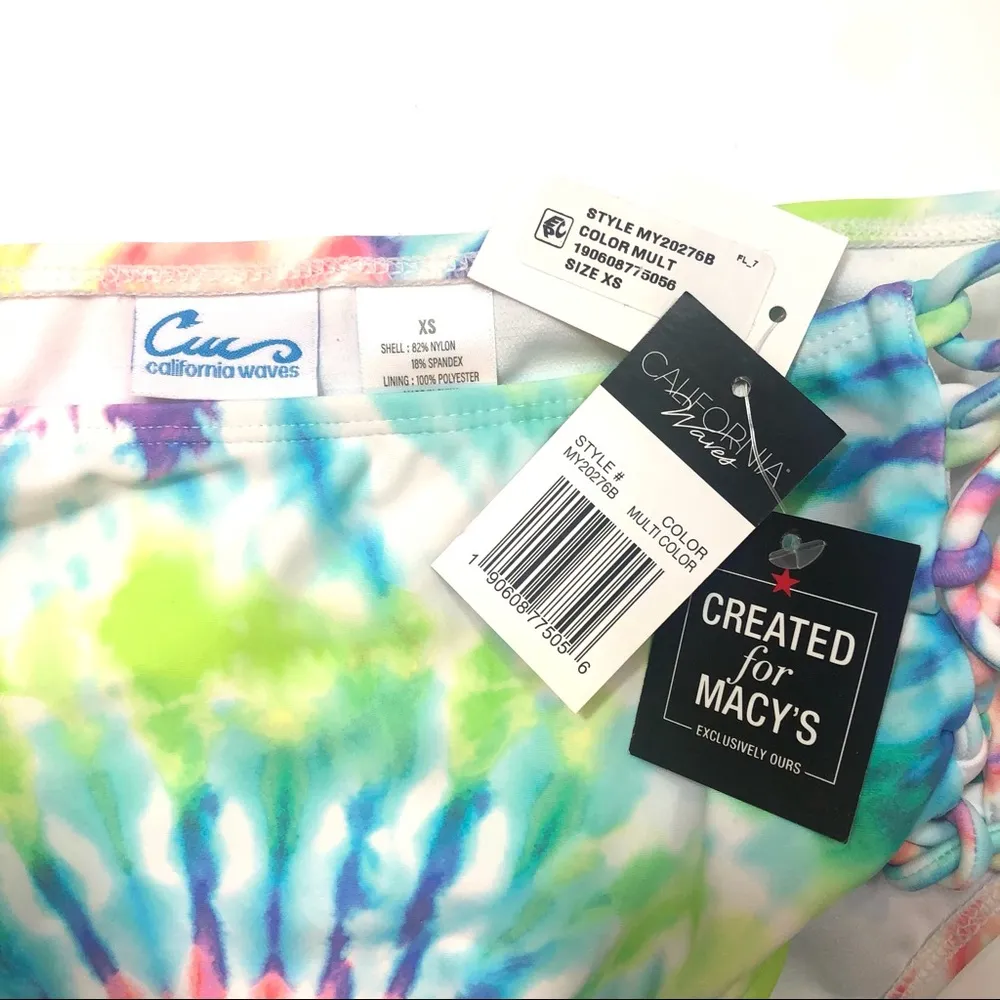 STYLE MY20276B
COLOR MULT
190608775056
SIZE XS
FL_7
california waves
XS
SHELL : 82% NYLON
18% SPANDEX
LINING : 100% POLYESTER
CALIFORNIA
Waves
STYLE #
MY20276B
COLOR
MULTI COLOR
1 90608 77505 6
CREATED
for
MACY'S
EXCLUSIVELY OURS